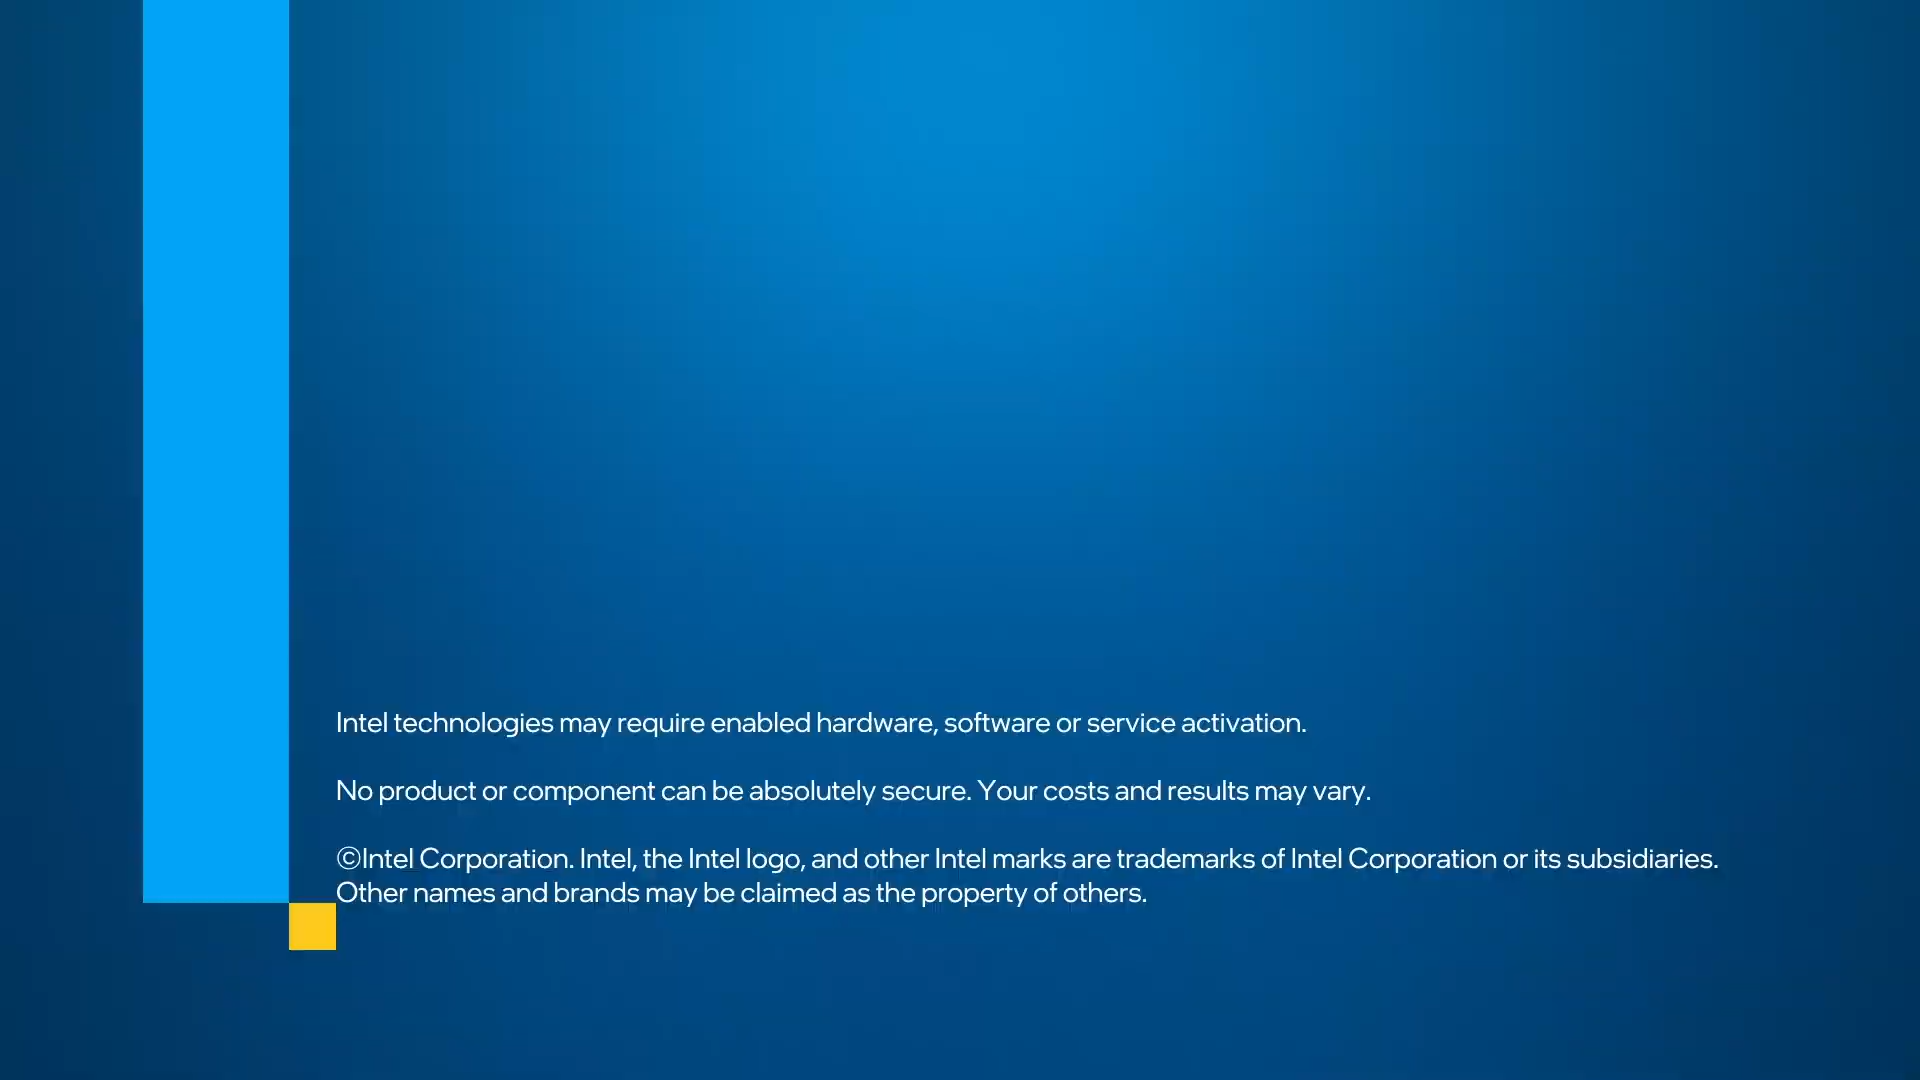 Intel technologies may require enabled hardware, software or service activation.
No product or component can be absolutely secure. Your costs and results may vary.
©Intel Corporation. Intel, the Intel logo, and other Intel marks are trademarks of Intel Corporation or its subsidiaries.
Other names and brands may be claimed as the property of others.